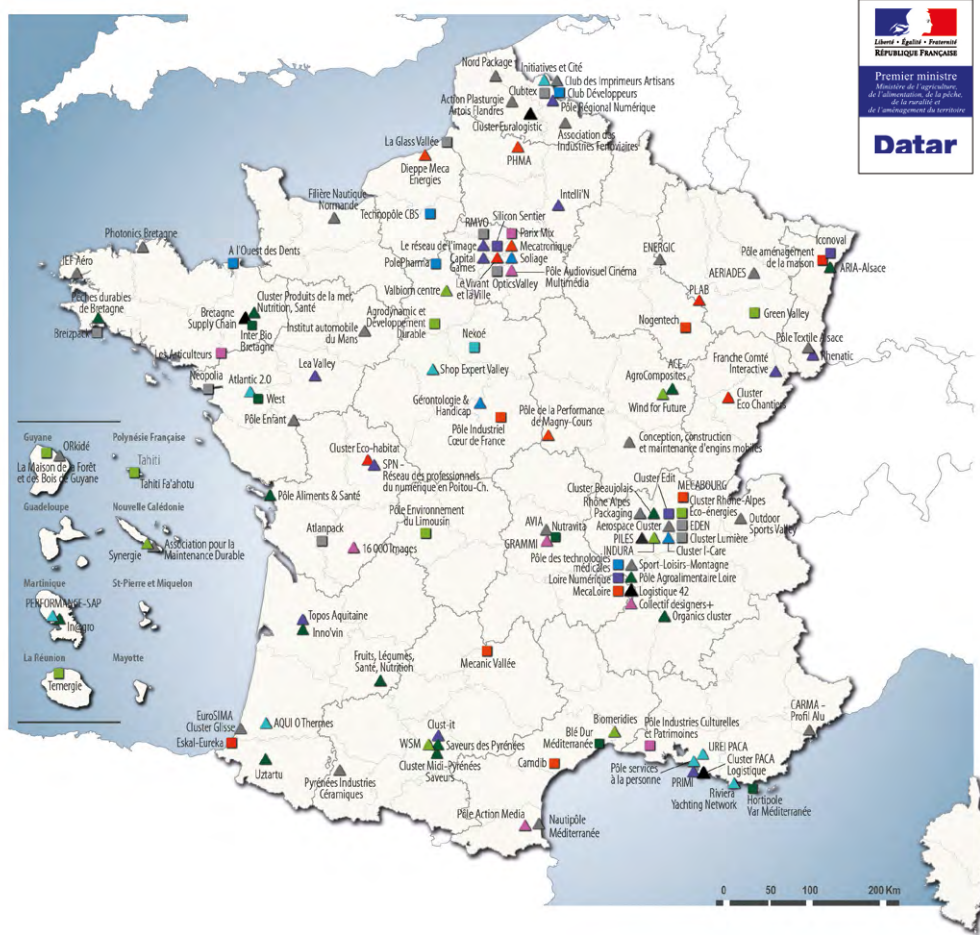 Liberté • Égalité • Fraternité
RÉPUBLIQUE FRANÇAISE
Premier ministre
Ministère de l'agriculture,
de l'alimentation, de la pêche,
de la ruralité et
de l'aménagement du territoire
Datar
Nord Package
Initiatives et Cité
Club des Imprimeurs Artisans
Clubtex
Club Développeurs
Action Plasturgie
Artois Flandres
Pôle Régional Numérique
Cluster Euralogistic
Association des
Industries Ferroviaires
La Glass Vallée
PHMA
Dieppe Meca
Energies
Intelli'N
Filière Nautique
Normande
Technopôle CBS
RMVO
Silicon Sentier
Parix Mix
Le réseau de l'image
Mecatronique
Capital
Games
Soliage
PolePharma
Pôle Audiovisuel Cinéma
Multimédia
Le Vivant
et la Ville
OpticsValley
Photonics Bretagne
A l'Ouest des Dents
JEF Aéro
Pêches durables
de Bretagne
Breizpack
Cluster Produits de la mer,
Nutrition, Santé
Bretagne
Supply Chain
Inter Bio
Bretagne
Institut automobile
du Mans
Valbiom centre
Agrodynamic et
Développement
Durable
ENERGIC
AERIADES
Pôle aménagement
de la maison
Iconoval
ARIA-Alsace
PLAB
Nogentech
Green Valley
Pôle Textile Alsace
Rhenatic
Les Articulteurs
Neopolia
Atlantic 2.0
West
Lea Valley
Nekoé
Shop Expert Valley
Gérontologie &
Handicap
Pôle Industriel
Cœur de France
Pôle de la Performance
de Magny-Cours
ACE-
AgroComposites
Wind for Future
Franche Comté
Interactive
Cluster
Eco Chantier
Conception, construction
et maintenance d'engins mobiles
Pôle Enfant
Cluster Eco-habitat
SPN -
Réseau des professionnels
du numérique en Poitou-Ch.
Pôle Aliments & Santé
Atlanpack
16 000 Images
Pôle Environnement
du Limousin
AVIA
Nutravita
GRAMMI
Cluster Beaujolais
Cluster Edit
MECABOURG
Rhône Alpes
Packaging
Cluster Rhône-Alpes
Eco-énergies
Aerospace Cluster
EDEN
PILES
Cluster Lumière
INDURA
Cluster I-Care
Outdoor
Sports Valley
Pôle des technologies
médicales
Sport-Loisirs-Montagne
Loire Numérique
Pôle Agroalimentaire Loire
MecaLoire
Logistique 42
Collectif designers+
Organics cluster
Topos Aquitaine
Inno'vin
Fruits, Légumes,
Santé, Nutrition
Mecanic Vallée
EuroSIMA
Cluster Glisse
Eskal-Eureka
AQUI O Thermes
Uztartu
Pyrénées Industries
Céramiques
Clust-it
WSM
Saveurs des Pyrénées
Cluster Midi-Pyrénées
Saveurs
Camdib
Blé Dur
Méditerranée
Biomeridies
Pôle Industries Culturelles
et Patrimoines
CARMA –
Profil Alu
UREI PACA
Pôle services
à la personne
Cluster PACA
Logistique
PRIMI
Riviera
Yachting Network
Hortipole
Var Méditerranée
Pôle Action Media
Nautipôle
Méditerranée
Guyane
ORkidé
La Maison de la Forêt
et des Bois de Guyane
Polynésie Française
Tahiti
Tahiti Fa'ahotu
Guadeloupe
Nouvelle Calédonie
Synergie
Association pour la
Maintenance Durable
Martinique
PERFORMANSE-SAP
In@gro
St-Pierre et Miquelon
La Réunion
Temergie
Mayotte
0 50 100 200 Km